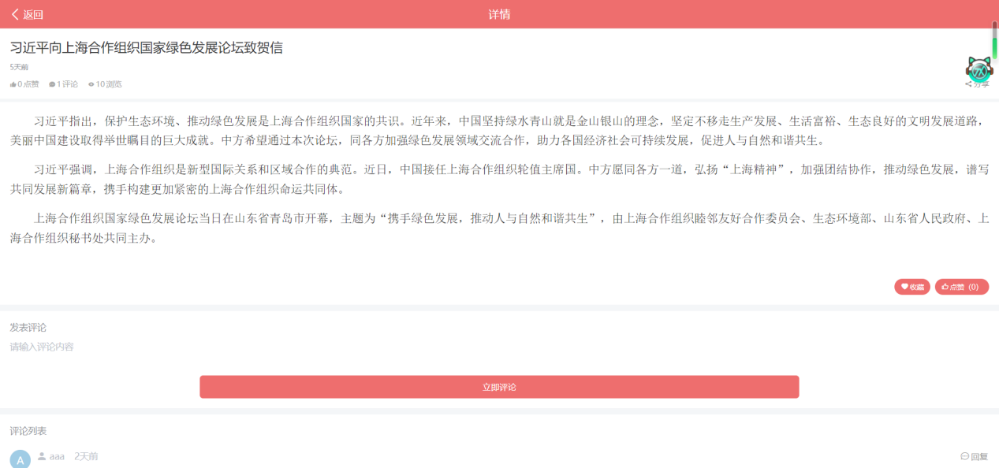 返回
详情
习近平向上海合作组织国家绿色发展论坛致贺信
5天前
0点赞 1评论 10浏览
分享
习近平指出，保护生态环境、推动绿色发展是上海合作组织国家的共识。近年来，中国坚持绿水青山就是金山银山的理念，坚定不移走生产发展、生活富裕、生态良好的文明发展道路，
美丽中国建设取得举世瞩目的巨大成就。中方希望通过本次论坛，同各方加强绿色发展领域交流合作，助力各国经济社会可持续发展，促进人与自然和谐共生。
习近平强调，上海合作组织是新型国际关系和区域合作的典范。近日，中国接任上海合作组织轮值主席国。中方愿同各方一道，弘扬“上海精神”，加强团结协作，推动绿色发展，谱写
共同发展新篇章，携手构建更加紧密的上海合作组织命运共同体。
上海合作组织国家绿色发展论坛当日在山东省青岛市开幕，主题为“携手绿色发展，推动人与自然和谐共生”，由上海合作组织睦邻友好合作委员会、生态环境部、山东省人民政府、上
海合作组织秘书处共同主办。
收藏 点赞（0）
发表评论
请输入评论内容
立即评论
评论列表
A aaa 2天前 回复